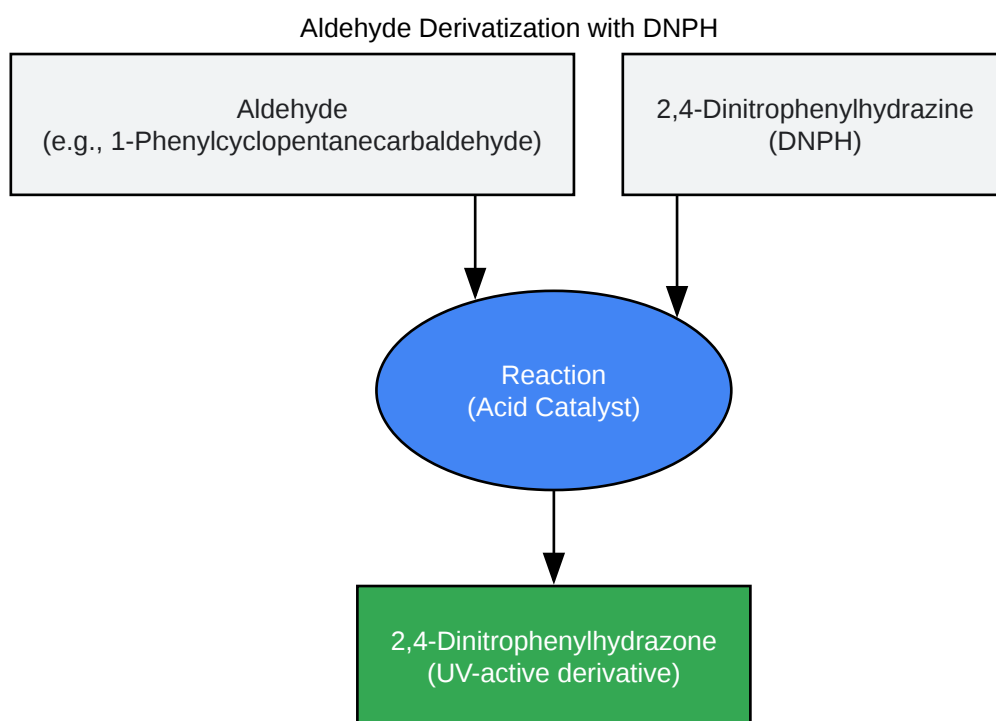 Aldehyde Derivatization with DNPH
Aldehyde
(e.g., 1-Phenylcyclopentanecarbaldehyde)
2,4-Dinitrophenylhydrazine
(DNPH)
Reaction
(Acid Catalyst)
2,4-Dinitrophenylhydrazone
(UV-active derivative)